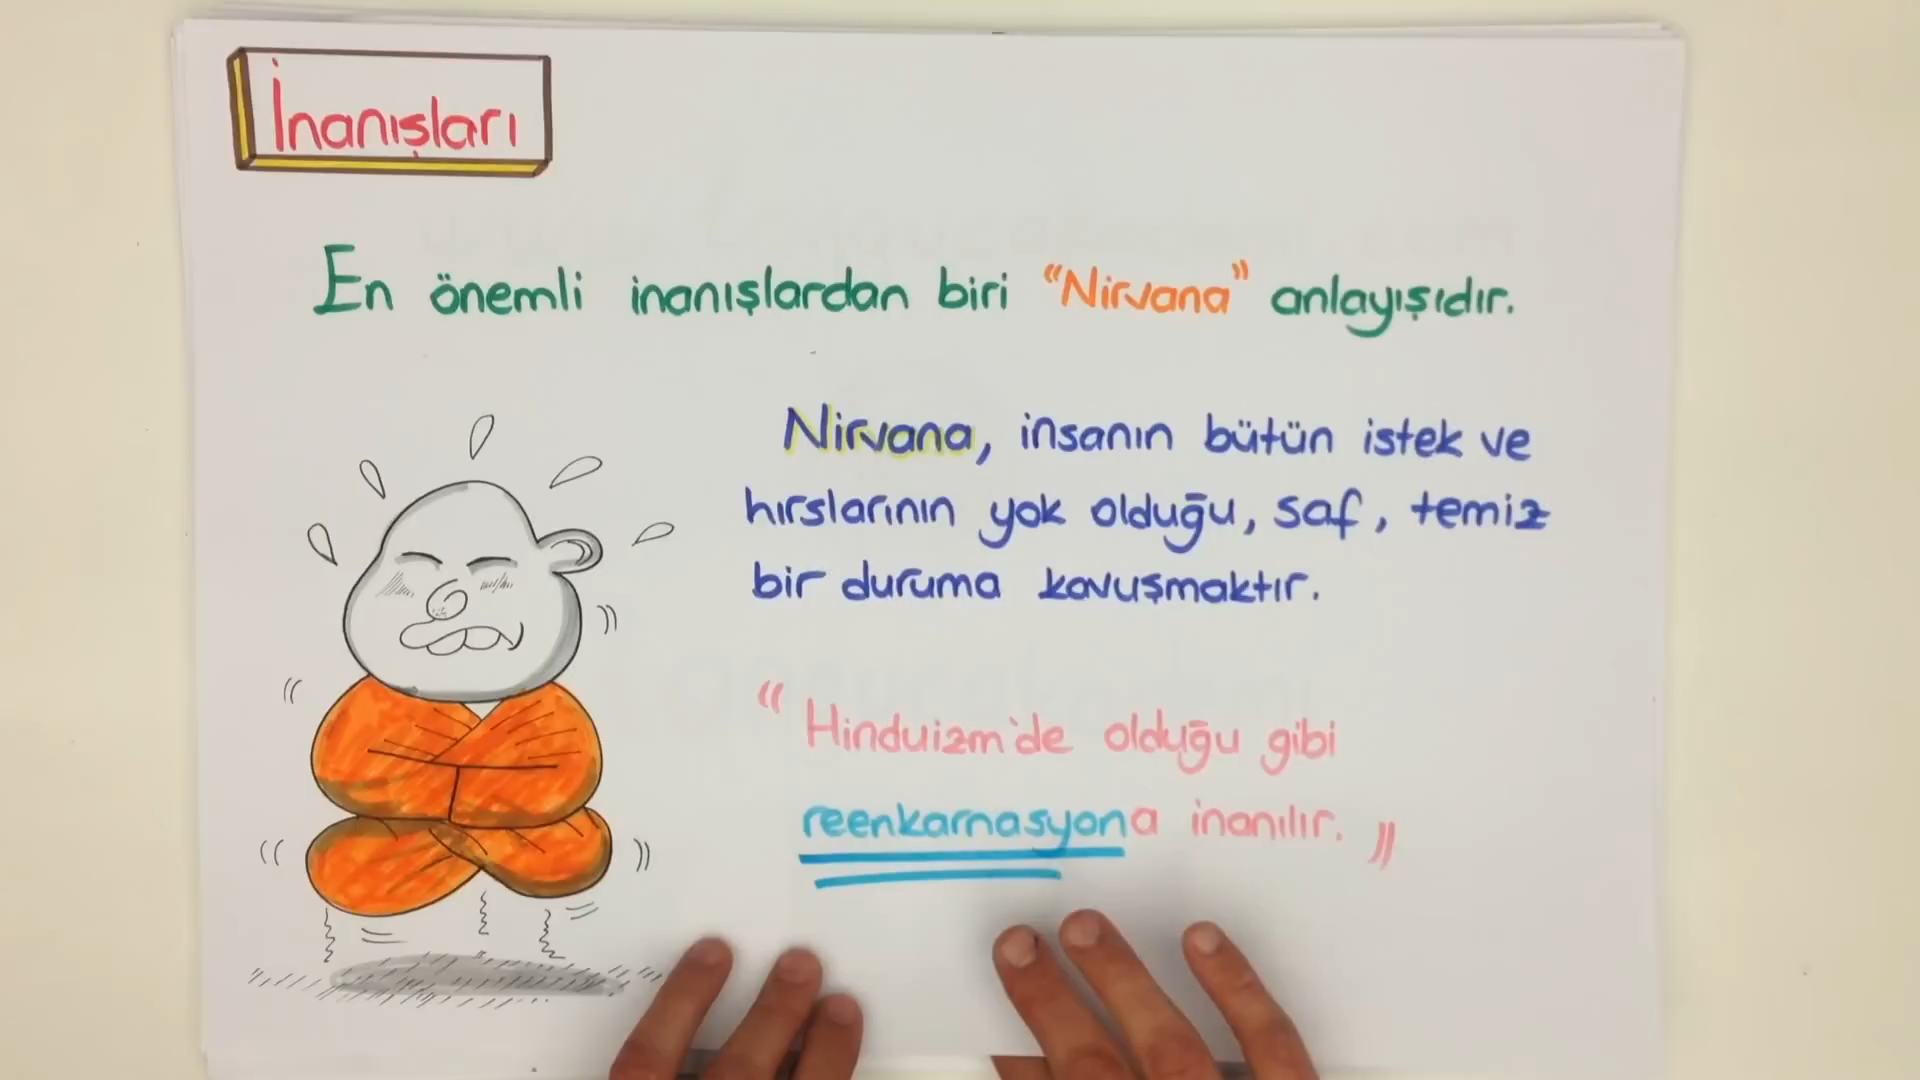 İnanışları
En önemli inanışlardan biri “Nirvana” anlayışıdır.
Nirvana, insanın bütün istek ve
hırslarının yok olduğu, saf, temiz
bir duruma kavuşmaktır.
“Hinduizm'de olduğu gibi
reenkarnasyona inanılır.”